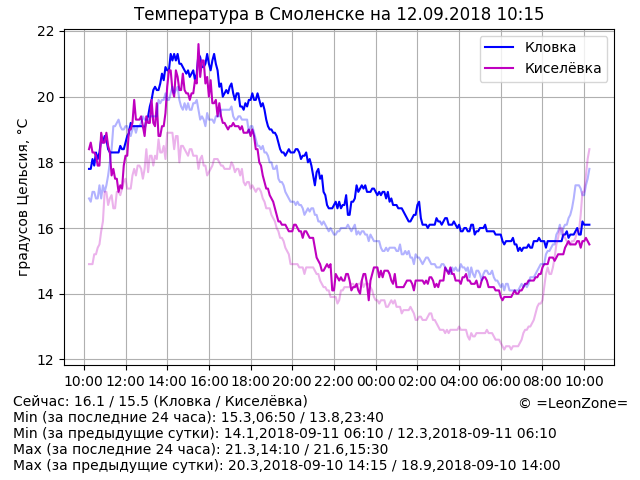 Температура в Смоленске на 12.09.2018 10:15
22
20
18
16
14
12
градусов Цельсия, °C
Кловка
Киселёвка
10:00 12:00 14:00 16:00 18:00 20:00 22:00 00:00 02:00 04:00 06:00 08:00 10:00
Сейчас: 16.1 / 15.5 (Кловка / Киселёвка)
© =LeonZone=
Min (за последние 24 часа): 15.3,06:50 / 13.8,23:40
Min (за предыдущие сутки): 14.1,2018-09-11 06:10 / 12.3,2018-09-11 06:10
Max (за последние 24 часа): 21.3,14:10 / 21.6,15:30
Max (за предыдущие сутки): 20.3,2018-09-10 14:15 / 18.9,2018-09-10 14:00